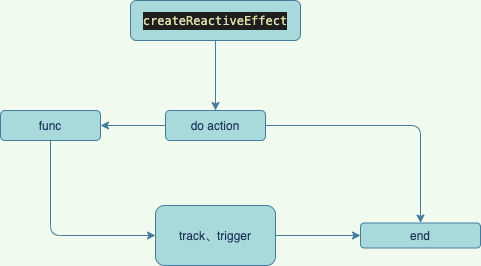 createReactiveEffect
func
do action
track、trigger
end